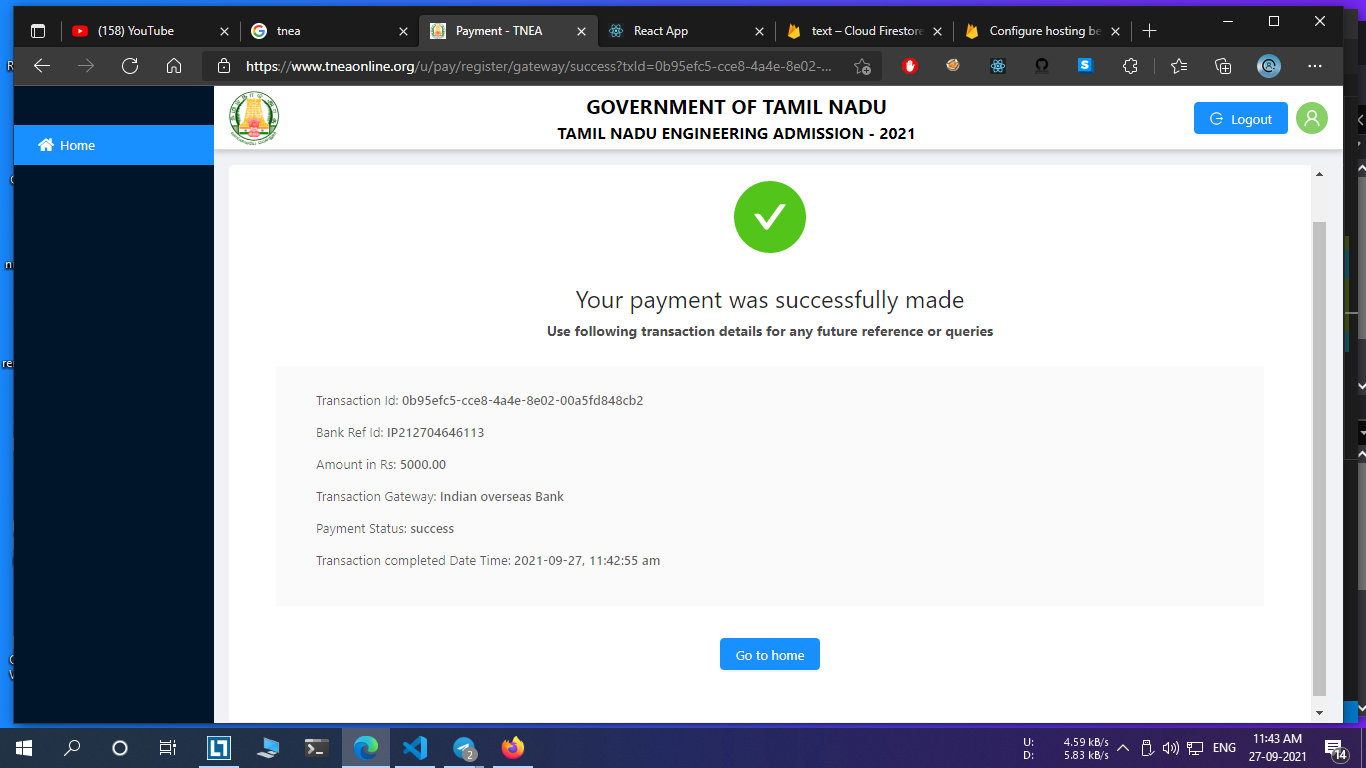 (158) YouTube
tnea
Payment - TNEA
React App
text – Cloud Firestore
Configure hosting be
https://www.tneaonline.org/u/pay/register/gateway/success?txId=0b95efc5-cce8-4a4e-8e02-...
GOVERNMENT OF TAMIL NADU
TAMIL NADU ENGINEERING ADMISSION - 2021
Logout
Home
Your payment was successfully made
Use following transaction details for any future reference or queries
Transaction Id: 0b95efc5-cce8-4a4e-8e02-00a5fd848cb2
Bank Ref Id: IP212704646113
Amount in Rs: 5000.00
Transaction Gateway: Indian overseas Bank
Payment Status: success
Transaction completed Date Time: 2021-09-27, 11:42:55 am
Go to home
2
U: 4.59 kB/s
D: 5.83 kB/s
ENG
11:43 AM
27-09-2021
14